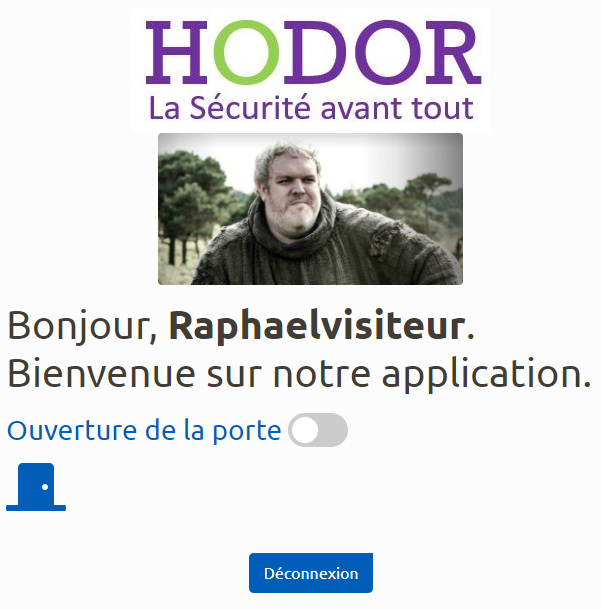 HODOR
La Sécurité avant tout
Bonjour, Raphaelvisiteur.
Bienvenue sur notre application.
Ouverture de la porte
Déconnexion